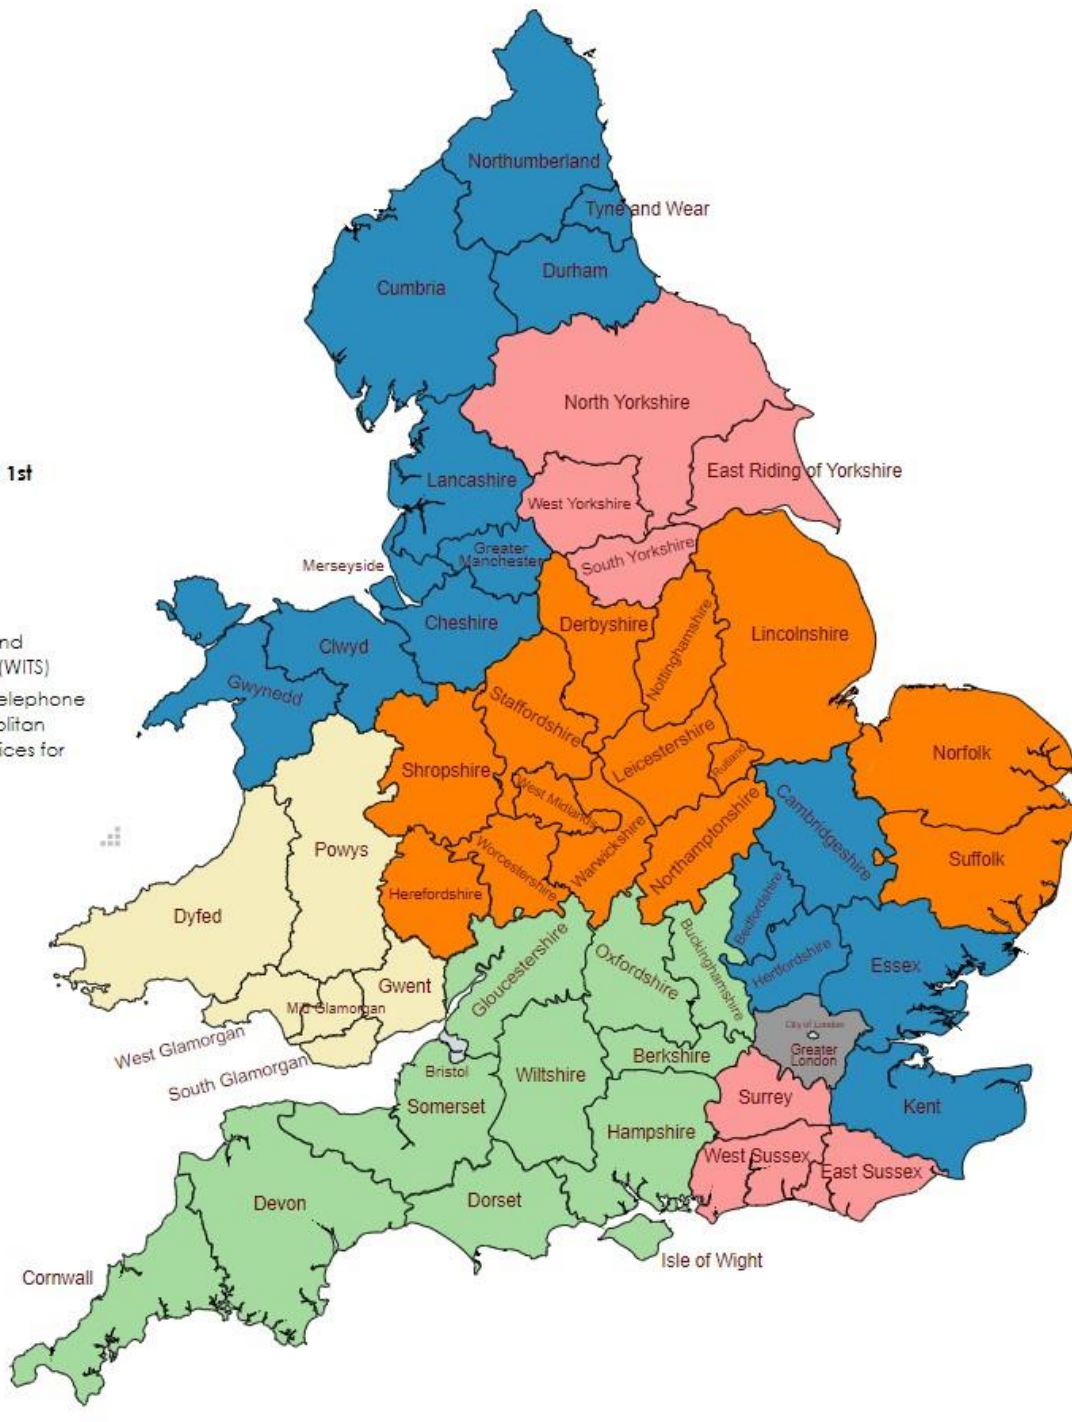 Northumberland
Tyne and Wear
Durham
Cumbria
North Yorkshire
East Riding of Yorkshire
1st
Lancashire
West Yorkshire
South Yorkshire
Greater
Manchester
Merseyside
Cheshire
Derbyshire
Nottinghamshire
Lincolnshire
nd
(WITS)
elephone
olitan
ices for
Clwyd
Gwynedd
Staffordshire
Leicestershire
Rutland
Norfolk
Shropshire
West Midlands
Cambridgeshire
Northamptonshire
Warwickshire
Worcestershire
Suffolk
Powys
Herefordshire
Dyfed
Bedfordshire
Hertfordshire
Essex
Buckinghamshire
Oxfordshire
Gloucestershire
Gwent
Mid Glamorgan
West Glamorgan
South Glamorgan
City of London
Greater
London
Bristol
Berkshire
Wiltshire
Somerset
Surrey
Kent
Hampshire
West Sussex
East Sussex
Devon
Dorset
Isle of Wight
Cornwall